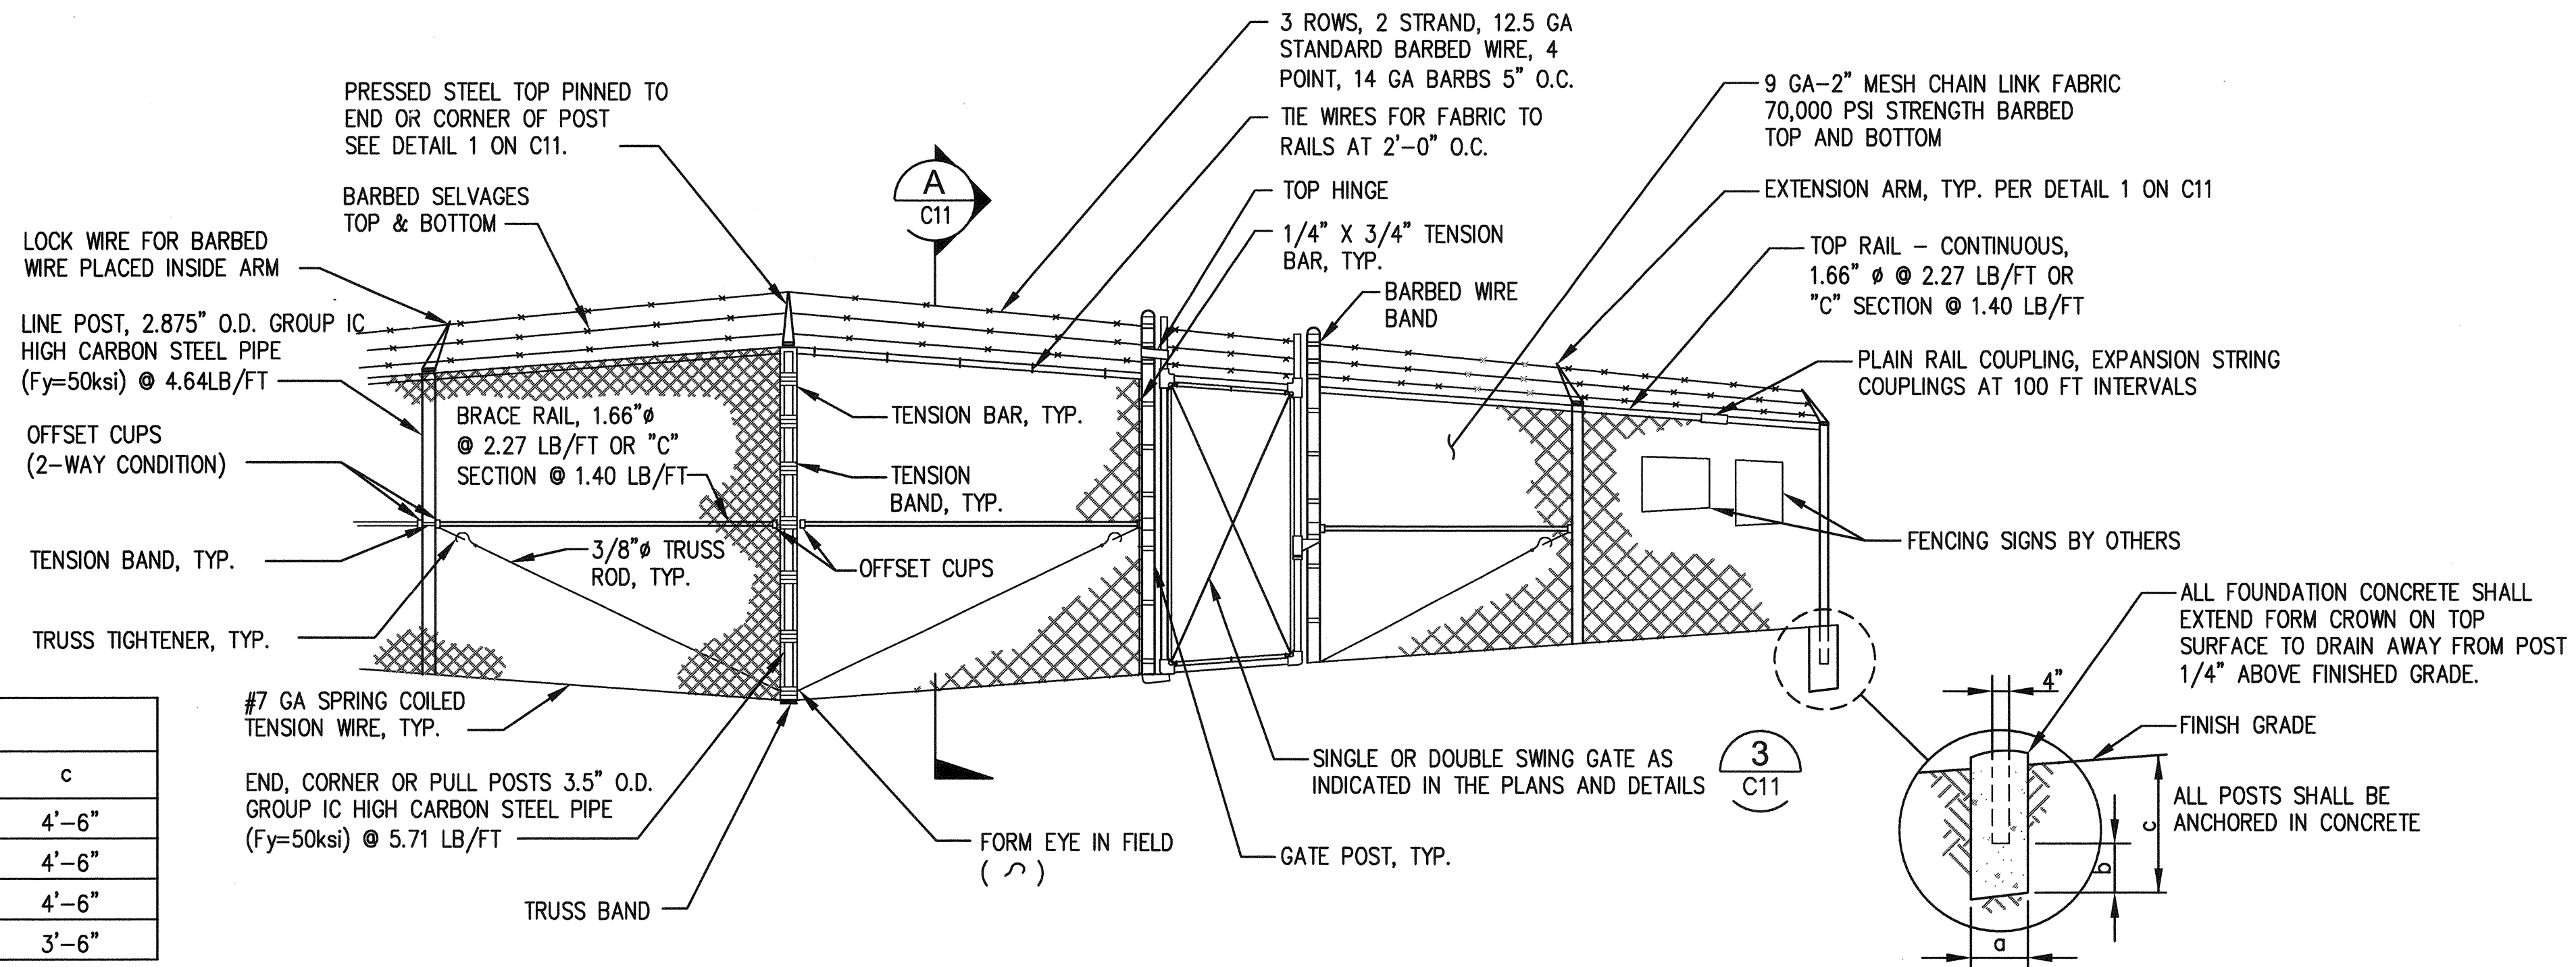 3 ROWS, 2 STRAND, 12.5 GA
STANDARD BARBED WIRE, 4
POINT, 14 GA BARBS 5" O.C.
TIE WIRES FOR FABRIC TO
RAILS AT 2'-0" O.C.
TOP HINGE
1/4" X 3/4" TENSION
BAR, TYP.
BARBED WIRE
BAND
9 GA-2" MESH CHAIN LINK FABRIC
70,000 PSI STRENGTH BARBED
TOP AND BOTTOM
EXTENSION ARM, TYP. PER DETAIL 1 ON C11
TOP RAIL - CONTINUOUS,
1.66" ø @ 2.27 LB/FT OR
"C" SECTION @ 1.40 LB/FT
PLAIN RAIL COUPLING, EXPANSION STRING
COUPLINGS AT 100 FT INTERVALS
PRESSED STEEL TOP PINNED TO
END OR CORNER OF POST
SEE DETAIL 1 ON C11.
BARBED SELVAGES
TOP & BOTTOM
A
C11
LOCK WIRE FOR BARBED
WIRE PLACED INSIDE ARM
LINE POST, 2.875" O.D. GROUP IC
HIGH CARBON STEEL PIPE
(Fy=50ksi) @ 4.64LB/FT
OFFSET CUPS
(2-WAY CONDITION)
BRACE RAIL, 1.66"ø
@ 2.27 LB/FT OR "C"
SECTION @ 1.40 LB/FT
TENSION BAR, TYP.
TENSION
BAND, TYP.
TENSION BAND, TYP.
3/8"ø TRUSS
ROD, TYP.
OFFSET CUPS
TRUSS TIGHTENER, TYP.
FENCING SIGNS BY OTHERS
ALL FOUNDATION CONCRETE SHALL
EXTEND FORM CROWN ON TOP
SURFACE TO DRAIN AWAY FROM POST
1/4" ABOVE FINISHED GRADE.
4"
FINISH GRADE
ALL POSTS SHALL BE
ANCHORED IN CONCRETE
c
b
a
#7 GA SPRING COILED
TENSION WIRE, TYP.
END, CORNER OR PULL POSTS 3.5" O.D.
GROUP IC HIGH CARBON STEEL PIPE
(Fy=50ksi) @ 5.71 LB/FT
TRUSS BAND
FORM EYE IN FIELD
( )
SINGLE OR DOUBLE SWING GATE AS
INDICATED IN THE PLANS AND DETAILS
3
C11
GATE POST, TYP.
c
4'-6"
4'-6"
4'-6"
3'-6"